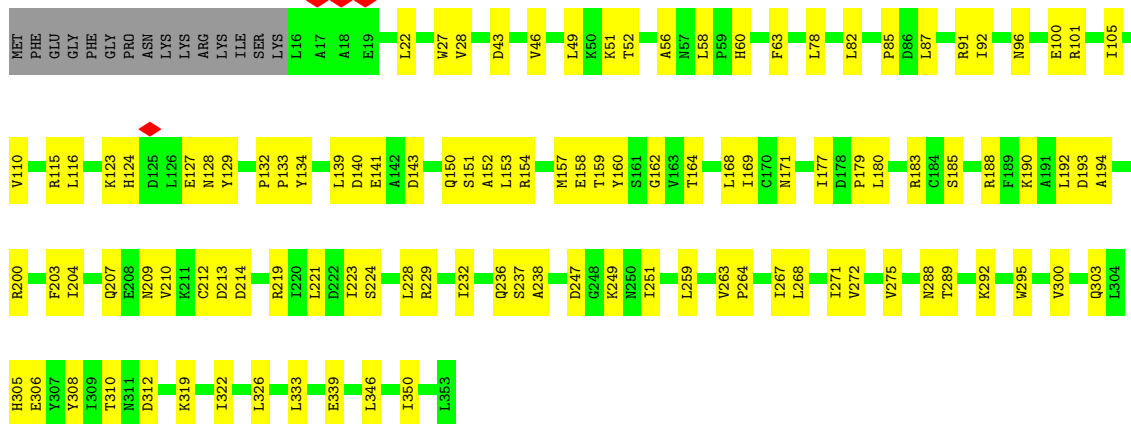 MET PHE GLU GLY PHE GLY PRO ASN LYS LYS ARG LYS ILE SER LYS L16 A17 A18 E19 L22 W27 V28 D43 V46 L49 K50 K51 T52 A56 N57 L58 P59 H60 F63 L78 L82 P85 D86 L87 R91 I92 N96 E100 R101 I105
V110 R115 L116 K123 H124 D125 L126 E127 N128 Y129 P132 P133 Y134 L139 D140 E141 A142 D143 Q150 S151 A152 L153 R154 M157 E158 T159 Y160 S161 G162 V163 T164 L168 I169 C170 N171 I177 D178 P179 L180 R183 C184 S185 R188 F189 K190 A191 L192 D193 A194
R200 F203 I204 Q207 E208 N209 V210 K211 C212 D213 D214 R219 I220 L221 D222 I223 S224 L228 R229 I232 Q236 S237 A238 D247 G248 K249 N250 I251 L259 V263 P264 I267 L268 I271 V272 V275 N288 T289 K292 W295 V300 Q303 L304
H305 E306 Y307 Y308 I309 T310 N311 D312 K319 I322 L326 L333 E339 L346 I350 L353